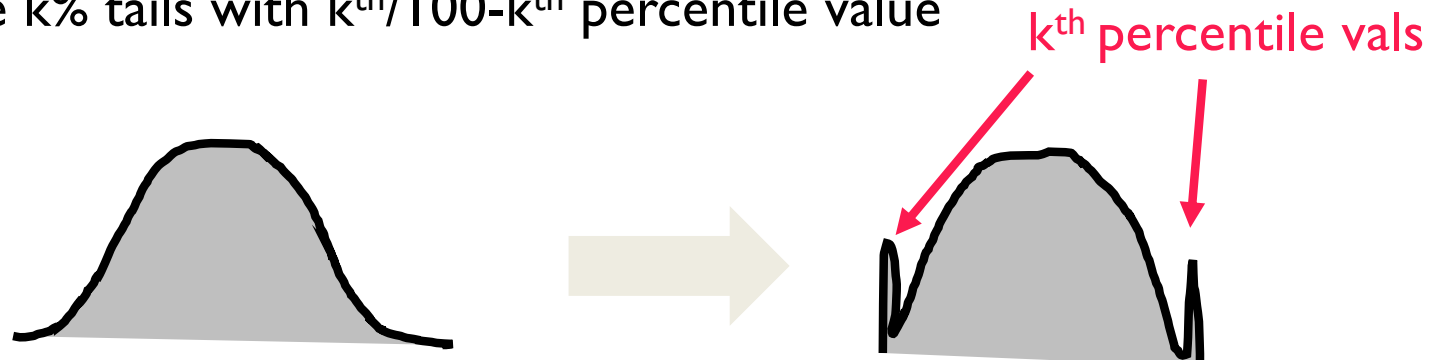 k% tails with kᵗʰ/100-kᵗʰ percentile value
kᵗʰ percentile vals